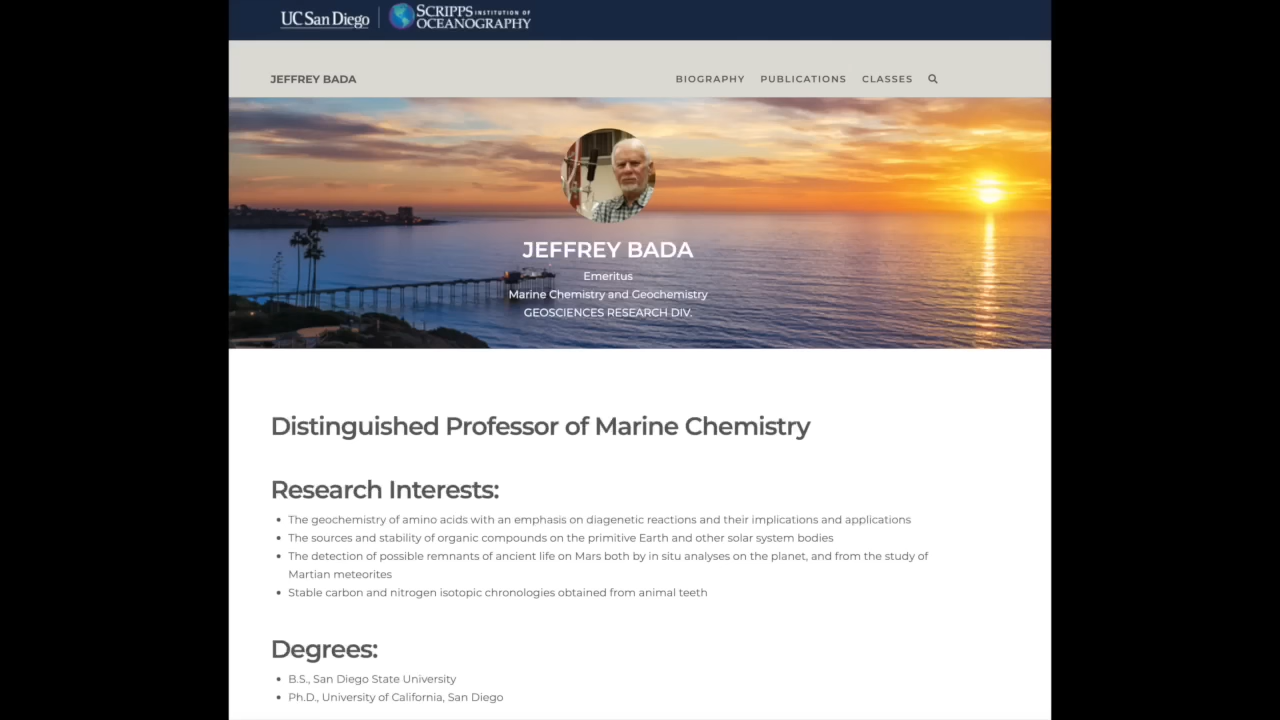 UC San Diego
SCRIPPS INSTITUTION OF
OCEANOGRAPHY
JEFFREY BADA
BIOGRAPHY PUBLICATIONS CLASSES
JEFFREY BADA
Emeritus
Marine Chemistry and Geochemistry
GEOSCIENCES RESEARCH DIV.
Distinguished Professor of Marine Chemistry
Research Interests:
• The geochemistry of amino acids with an emphasis on diagenetic reactions and their implications and applications
• The sources and stability of organic compounds on the primitive Earth and other solar system bodies
• The detection of possible remnants of ancient life on Mars both by in situ analyses on the planet, and from the study of
Martian meteorites
• Stable carbon and nitrogen isotopic chronologies obtained from animal teeth
Degrees:
• B.S., San Diego State University
• Ph.D., University of California, San Diego